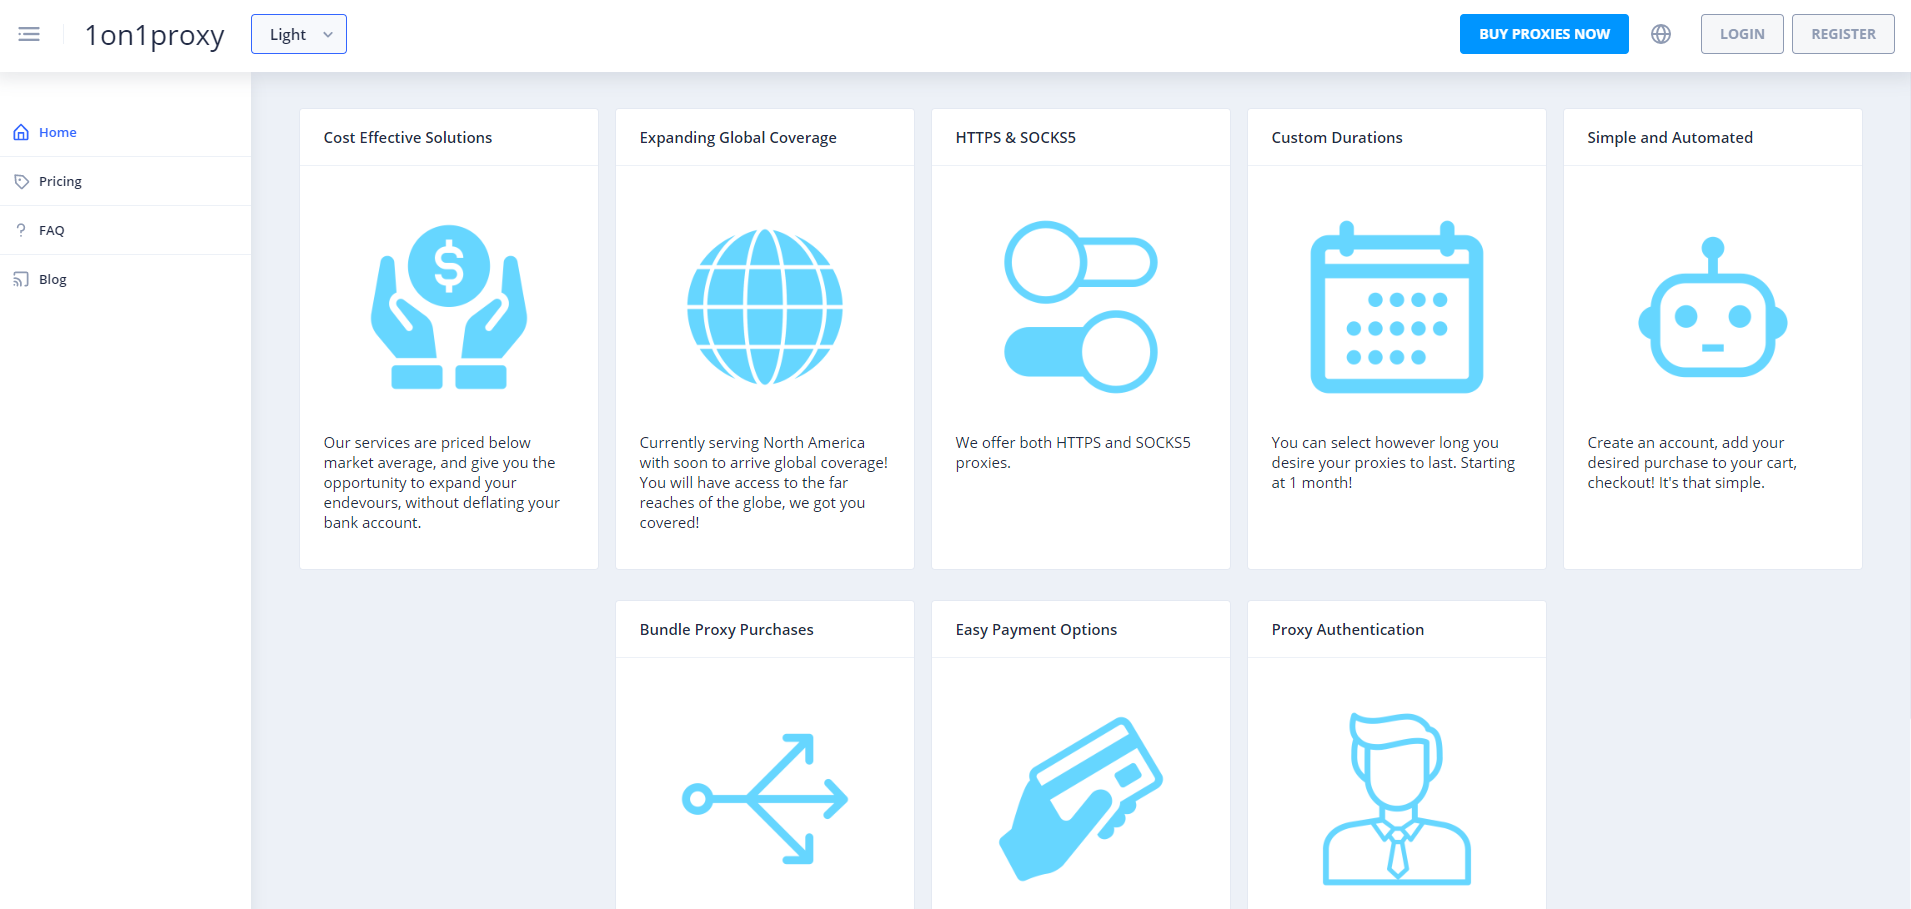 1on1proxy
Light
BUY PROXIES NOW
LOGIN
REGISTER
Home
Pricing
FAQ
Blog
Cost Effective Solutions
Our services are priced below
market average, and give you the
opportunity to expand your
endevours, without deflating your
bank account.
Expanding Global Coverage
Currently serving North America
with soon to arrive global coverage!
You will have access to the far
reaches of the globe, we got you
covered!
HTTPS & SOCKS5
We offer both HTTPS and SOCKS5
proxies.
Custom Durations
You can select however long you
desire your proxies to last. Starting
at 1 month!
Simple and Automated
Create an account, add your
desired purchase to your cart,
checkout! It's that simple.
Bundle Proxy Purchases
Easy Payment Options
Proxy Authentication